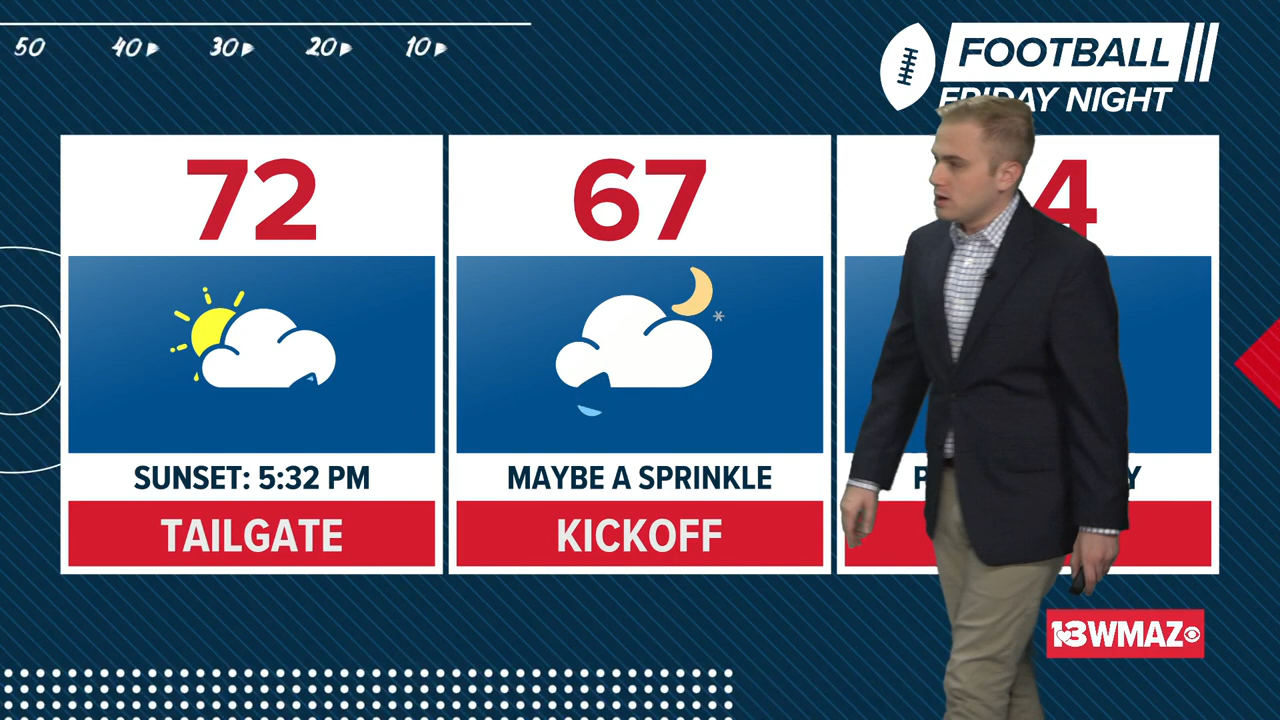 50 40 30 20 10
FOOTBALL
FRIDAY NIGHT
72
67
4
SUNSET: 5:32 PM
MAYBE A SPRINKLE
TAILGATE
KICKOFF
13WMAZ